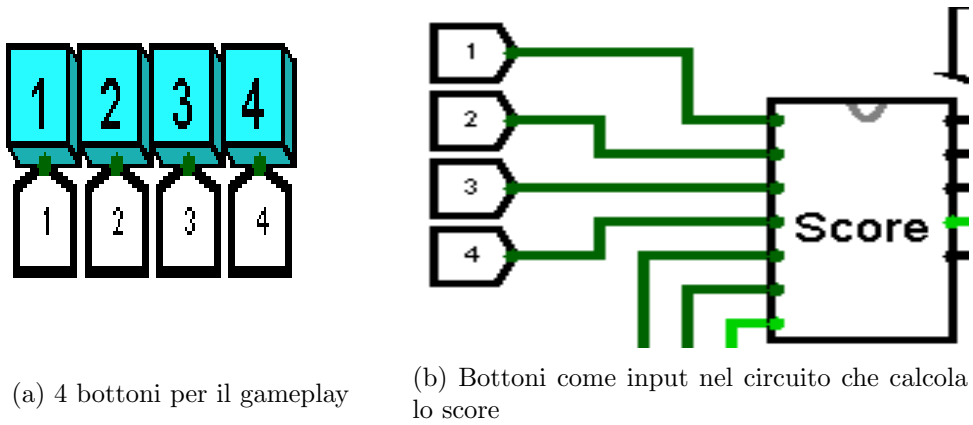 1 2 3 4
1 2 3 4
(a) 4 bottoni per il gameplay
1
2
3
4
Score
(b) Bottoni come input nel circuito che calcola
lo score